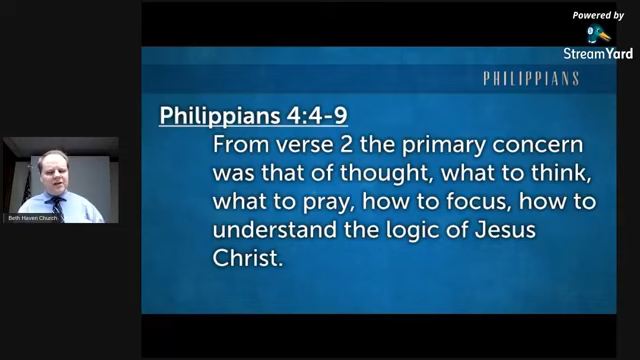 Powered by
StreamYard
PHILIPPIANS
Philippians 4:4-9
From verse 2 the primary concern
was that of thought, what to think,
what to pray, how to focus, how to
understand the logic of Jesus
Christ.
Beth Haven Church